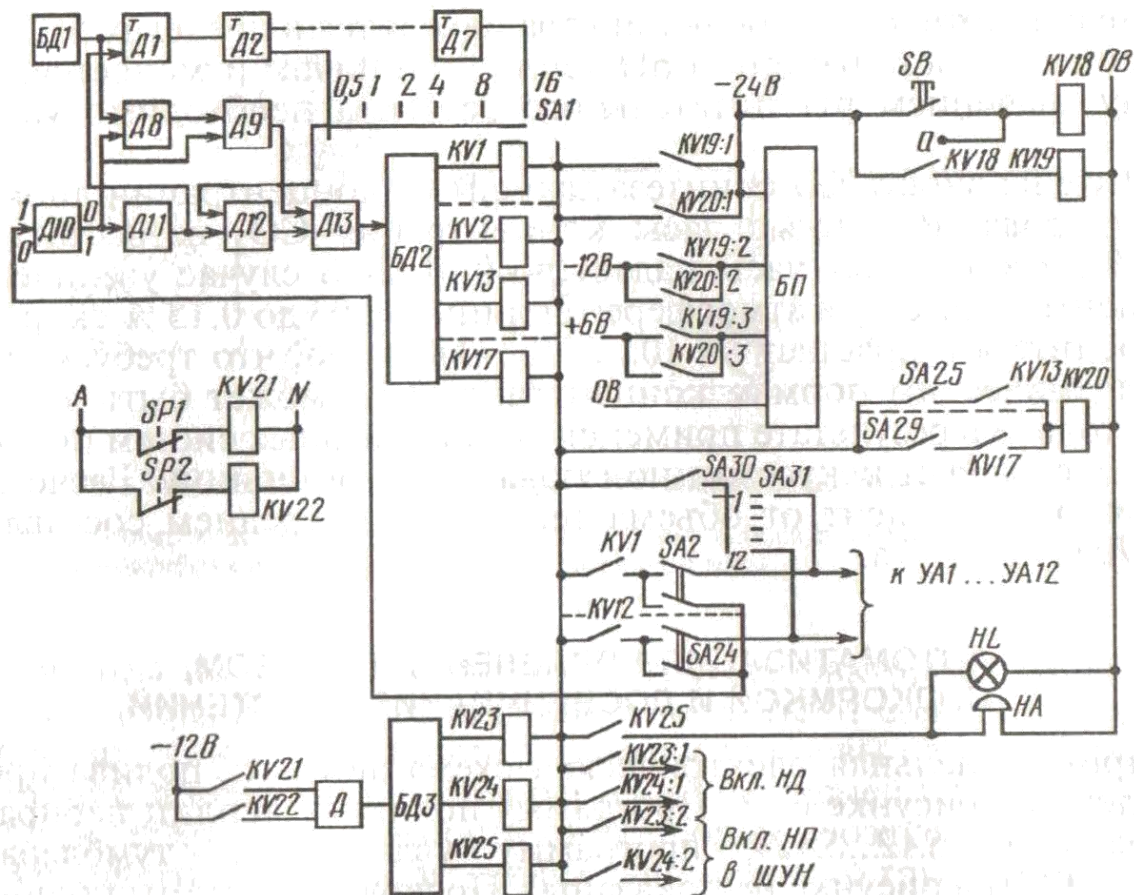 БД1
T
Д1
T
Д2
T
Д7
0,5 1 2 4 8 16
SA1
Д8
Д9
1
0
Д10
0
1
Д11
Д12
Д13
БД2
KV1
KV2
KV13
KV17
-24В
KV19:1
KV20:1
-12В
KV19:2
KV20:2
+6В
KV19:3
KV20:3
0В
БП
SB
KV18
0В
a
KV18
KV19
SA25
KV13
KV20
SA29
KV17
A
SP1
KV21
N
SP2
KV22
SA30
SA31
1
12
KV1
SA2
KV12
SA24
к УА1 ... УА12
HL
HA
-12В
KV21
KV22
Д
БД3
KV23
KV24
KV25
KV25
KV23:1
KV24:1
Вкл. НД
KV23:2
KV24:2
Вкл. НП
в ШУН